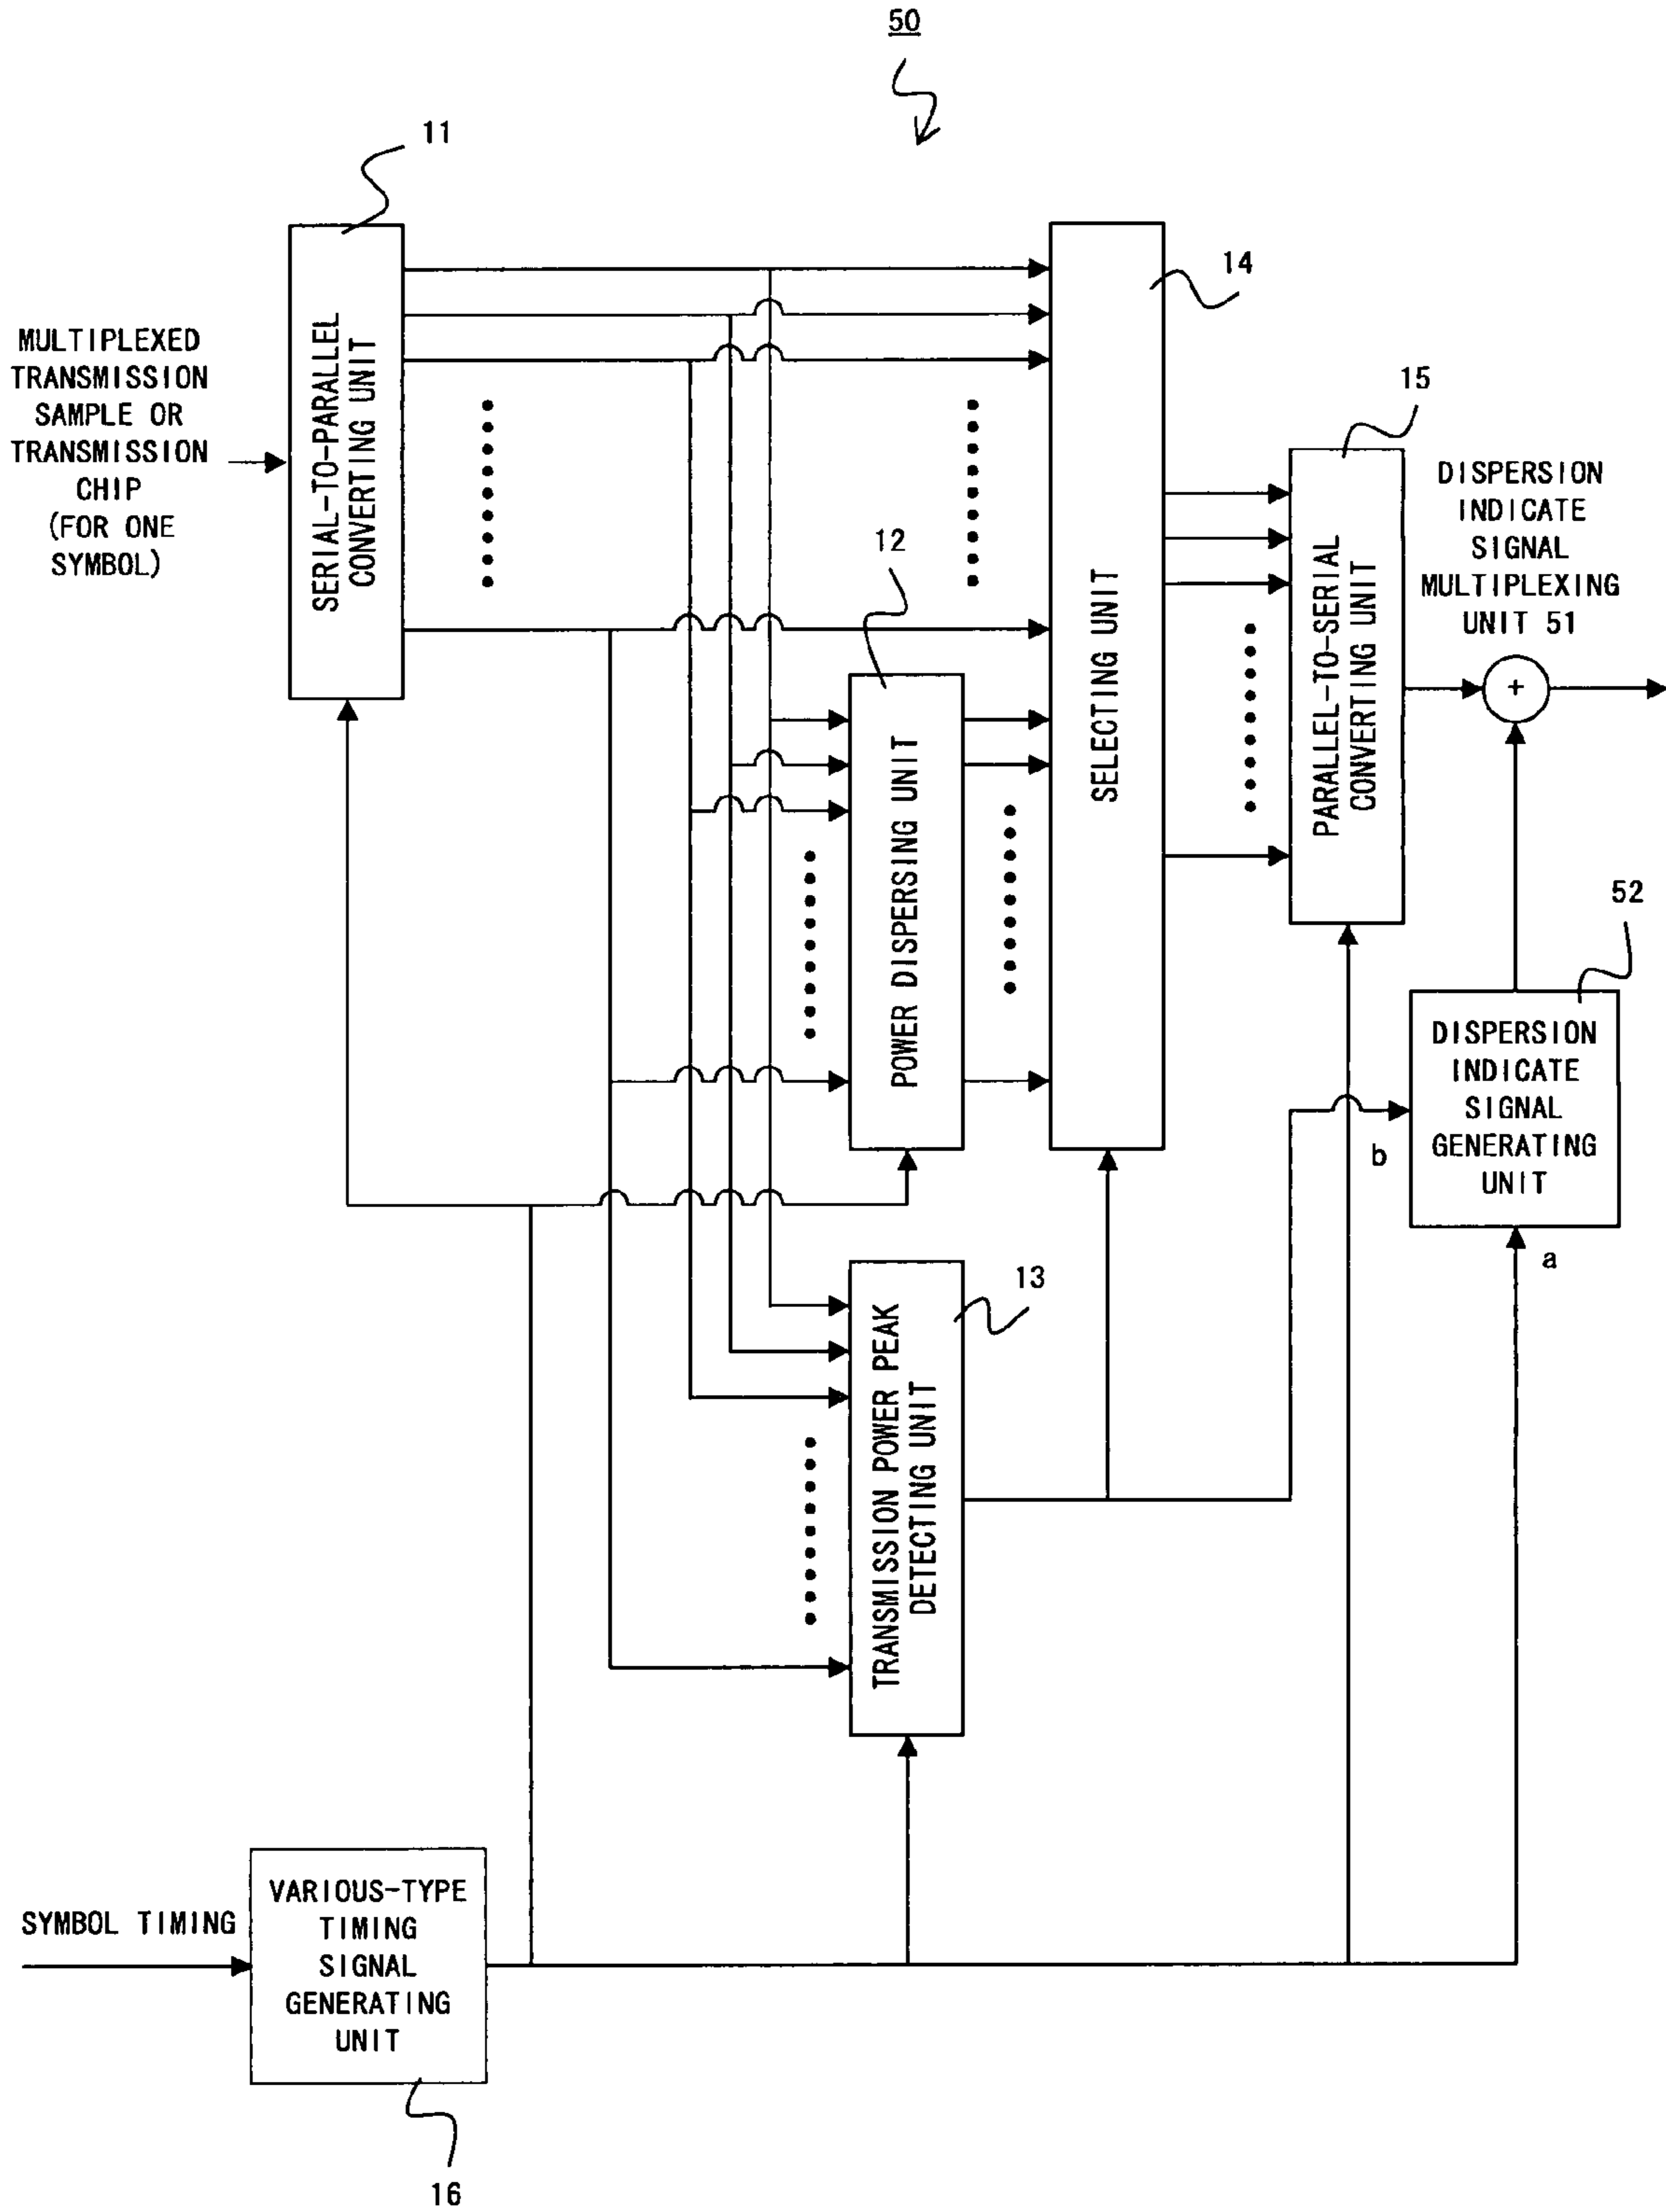 50
11
MULTIPLEXED
TRANSMISSION
SAMPLE OR
TRANSMISSION
CHIP
(FOR ONE
SYMBOL)
SERIAL-TO-PARALLEL
CONVERTING UNIT
14
SELECTING UNIT
12
POWER DISPERSING UNIT
15
PARALLEL-TO-SERIAL
CONVERTING UNIT
DISPERSION
INDICATE
SIGNAL
MULTIPLEXING
UNIT 51
+
52
DISPERSION
INDICATE
SIGNAL
GENERATING
UNIT
b
a
13
TRANSMISSION POWER PEAK
DETECTING UNIT
SYMBOL TIMING
VARIOUS-TYPE
TIMING
SIGNAL
GENERATING
UNIT
16